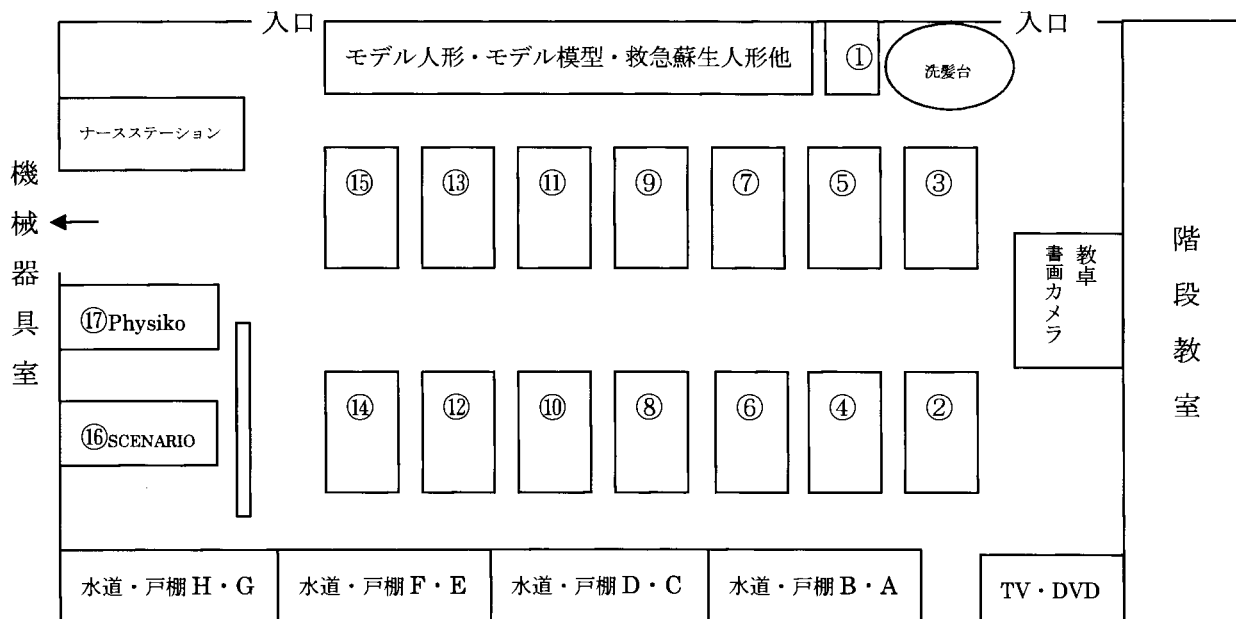 入口
入口
モデル人形・モデル模型・救急蘇生人形他
①
洗髪台
ナースステーション
⑮
⑬
⑪
⑨
⑦
⑤
③
機械器具室
教卓
書画カメラ
階段教室
⑰Physiko
⑯SCENARIO
⑭
⑫
⑩
⑧
⑥
④
②
水道・戸棚 H・G
水道・戸棚 F・E
水道・戸棚 D・C
水道・戸棚 B・A
TV・DVD